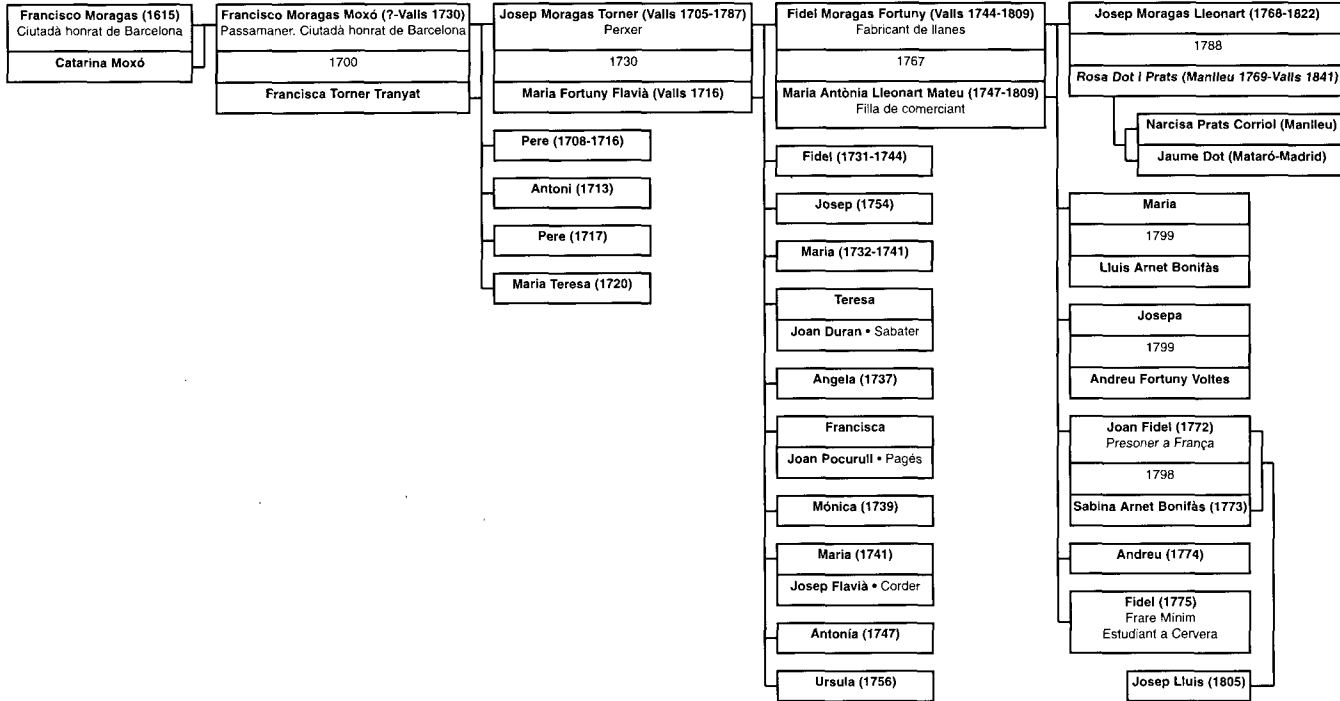 Francisco Moragas (1615)
Ciutadà honrat de Barcelona
Catarina Moxó
Francisco Moragas Moxó (?-Valls 1730)
Passamaner. Ciutadà honrat de Barcelona
1700
Francisca Torner Tranyat
Josep Moragas Torner (Valls 1705-1787)
Perxer
1730
Maria Fortuny Flavià (Valls 1716)
Pere (1708-1716)
Antoni (1713)
Pere (1717)
Maria Teresa (1720)
Fidel Moragas Fortuny (Valls 1744-1809)
Fabricant de llanes
1767
Maria Antònia Lleonart Mateu (1747-1809)
Filla de comerciant
Fidel (1731-1744)
Josep (1754)
Maria (1732-1741)
Teresa
Joan Duran • Sabater
Angela (1737)
Francisca
Joan Pocurull • Pagés
Mónica (1739)
Maria (1741)
Josep Flavià • Corder
Antonía (1747)
Ursula (1756)
Josep Moragas Lleonart (1768-1822)
1788
Rosa Dot i Prats (Manlleu 1769-Valls 1841)
Narcisa Prats Corriol (Manlleu)
Jaume Dot (Mataró-Madrid)
Maria
1799
Lluis Arnet Bonifàs
Josepa
1799
Andreu Fortuny Voltes
Joan Fidel (1772)
Presoner a França
1798
Sabina Arnet Bonifàs (1773)
Andreu (1774)
Fidel (1775)
Frare Minim
Estudiant a Cervera
Josep Lluis (1805)